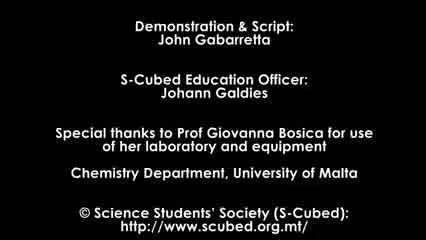 Demonstration & Script:
John Gabarretta
S-Cubed Education Officer:
Johann Galdies
Special thanks to Prof Giovanna Bosica for use
of her laboratory and equipment
Chemistry Department, University of Malta
© Science Students' Society (S-Cubed):
http://www.scubed.org.mt/